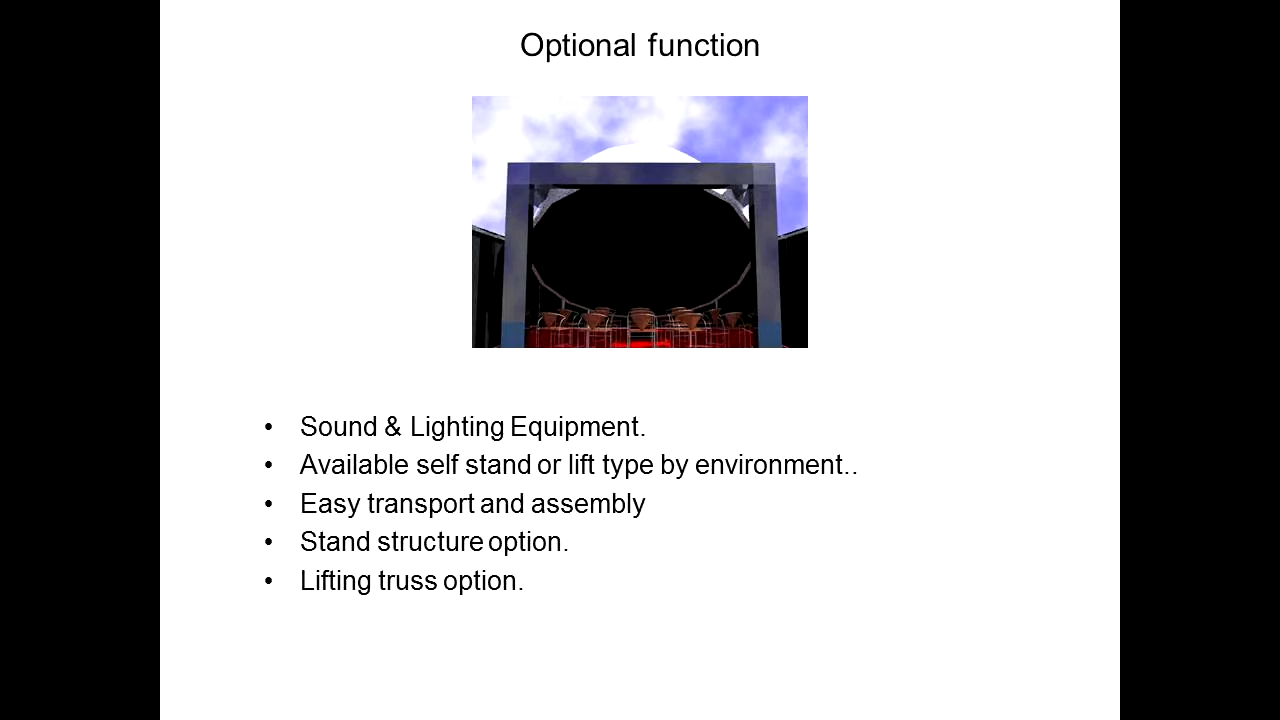 Optional function
• Sound & Lighting Equipment.
• Available self stand or lift type by environment..
• Easy transport and assembly
• Stand structure option.
• Lifting truss option.